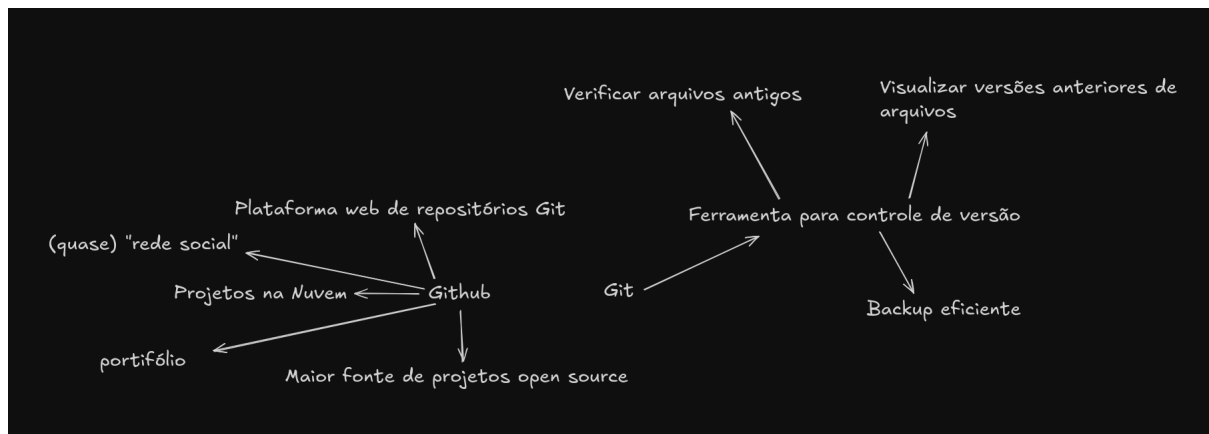 Verificar arquivos antigos
Visualizar versões anteriores de
arquivos
Plataforma web de repositórios Git
Ferramenta para controle de versão
(quase) "rede social"
Projetos na Nuvem
Github
Git
Backup eficiente
portifólio
Maior fonte de projetos open source